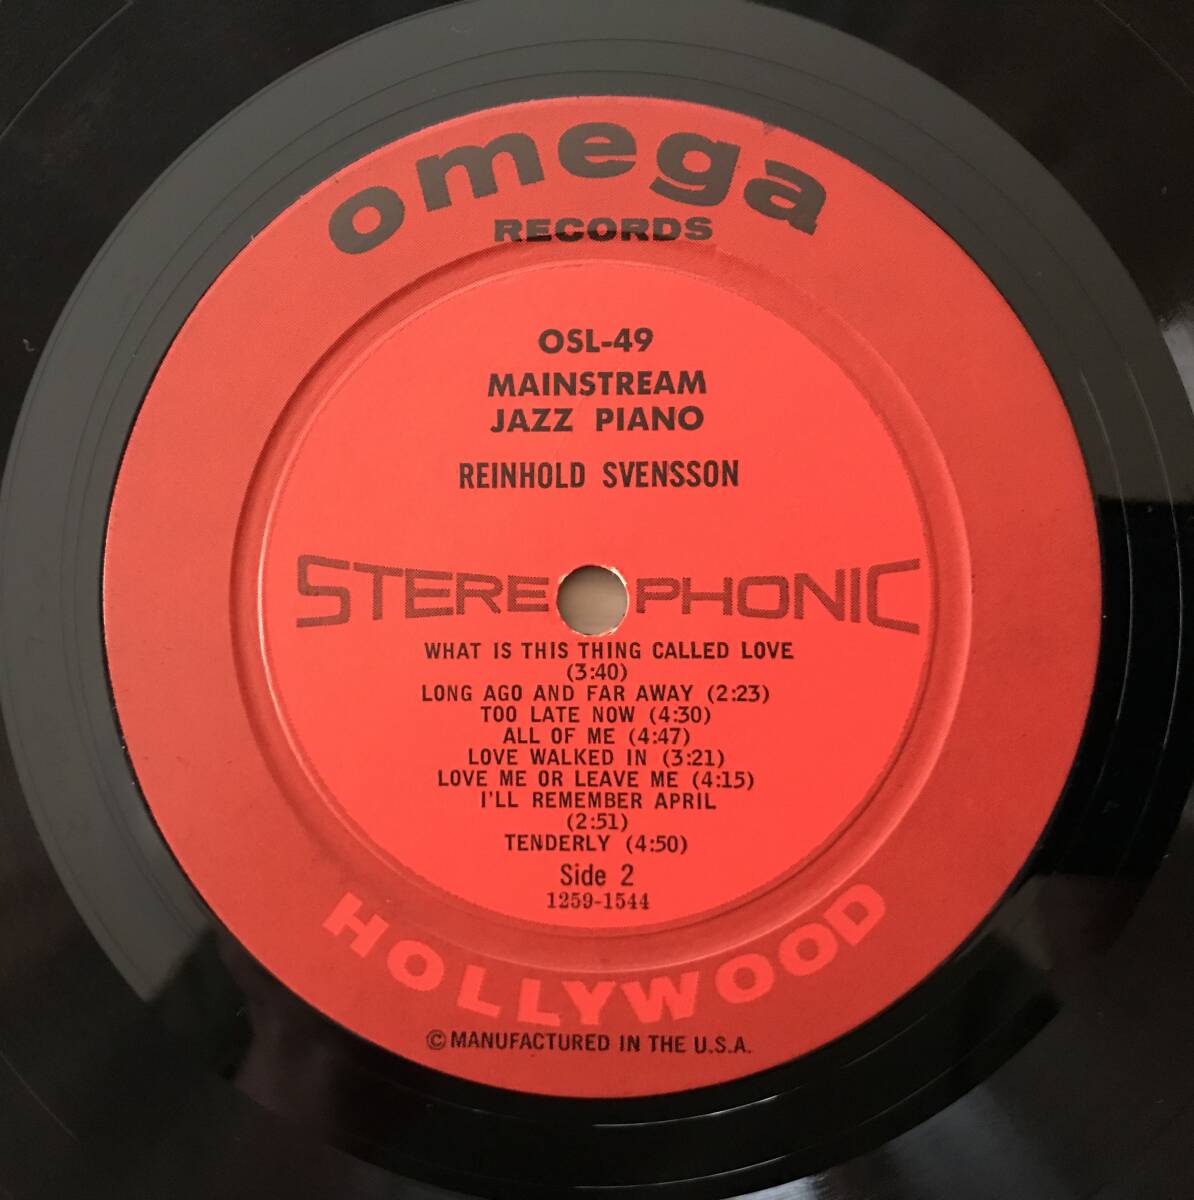 omega
RECORDS
OSL-49
MAINSTREAM
JAZZ PIANO
REINHOLD SVENSSON
STEREOPHONIC
WHAT IS THIS THING CALLED LOVE
(3:40)
LONG AGO AND FAR AWAY (2:23)
TOO LATE NOW (4:30)
ALL OF ME (4:47)
LOVE WALKED IN (3:21)
LOVE ME OR LEAVE ME (4:15)
I'LL REMEMBER APRIL
(2:51)
TENDERLY (4:50)
Side 2
1259-1544
HOLLYWOOD
© MANUFACTURED IN THE U.S.A.